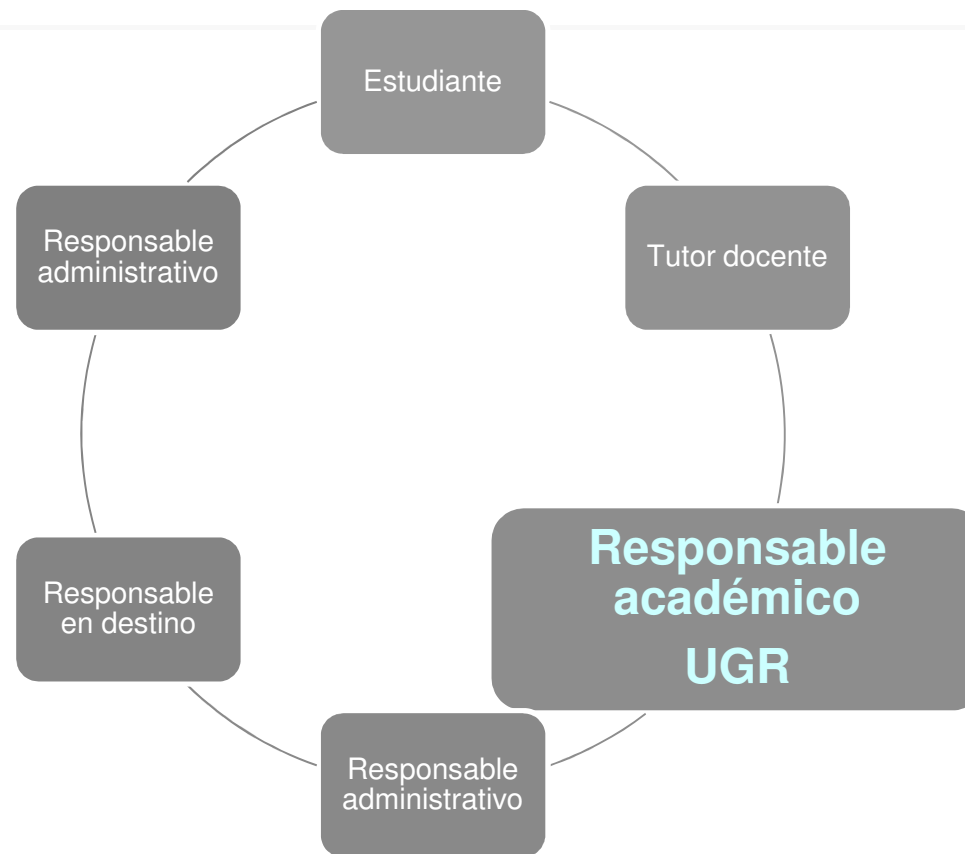 Estudiante
Tutor docente
Responsable
académico
UGR
Responsable
administrativo
Responsable
en destino
Responsable
administrativo